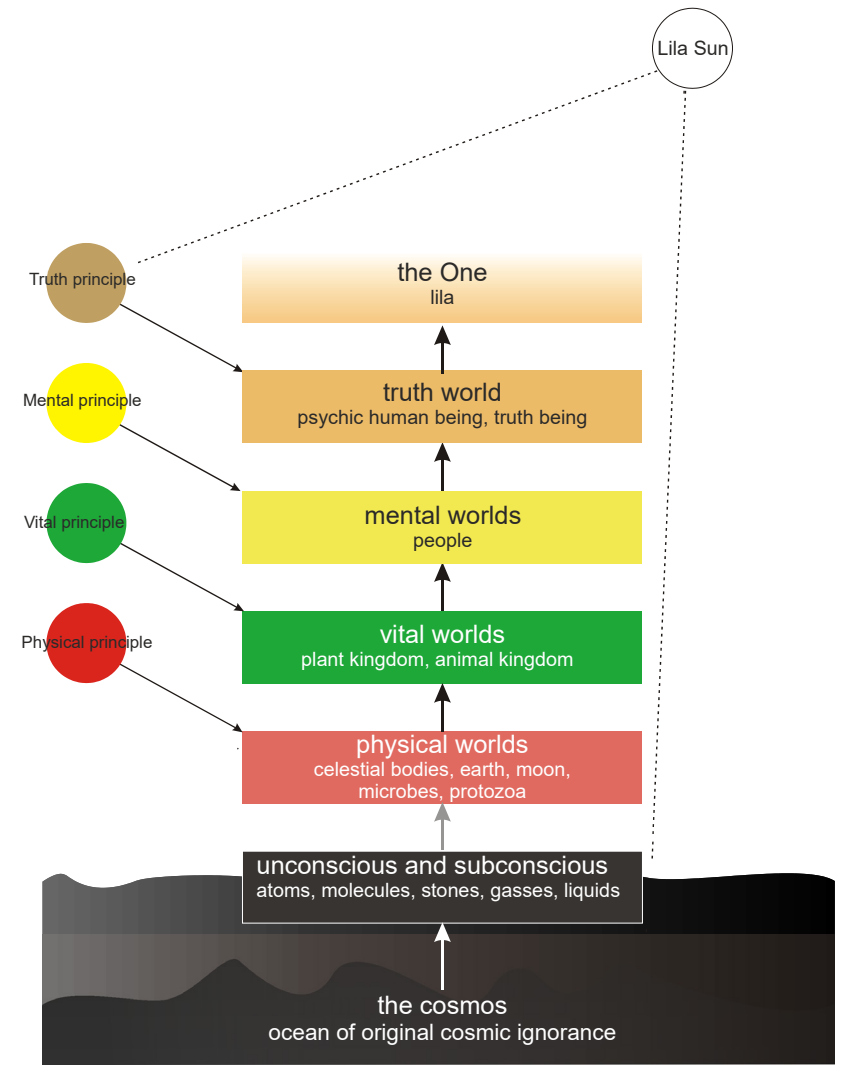 Lila Sun
the One
lila
Truth principle
truth world
psychic human being, truth being
Mental principle
mental worlds
people
Vital principle
vital worlds
plant kingdom, animal kingdom
Physical principle
physical worlds
celestial bodies, earth, moon,
microbes, protozoa
unconscious and subconscious
atoms, molecules, stones, gasses, liquids
the cosmos
ocean of original cosmic ignorance